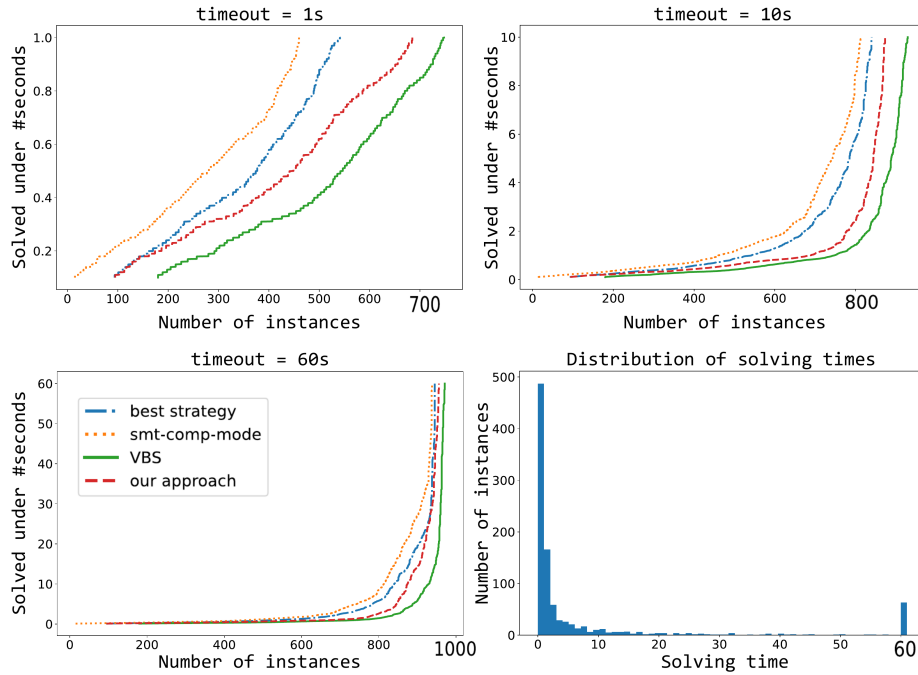 timeout = 1s
Solved under #seconds
1.0
0.8
0.6
0.4
0.2
0 100 200 300 400 500 600 700
Number of instances
timeout = 10s
Solved under #seconds
10
8
6
4
2
0
0 200 400 600 800
Number of instances
timeout = 60s
Solved under #seconds
60
50
40
30
20
10
0
best strategy
smt-comp-mode
VBS
our approach
0 200 400 600 800 1000
Number of instances
Distribution of solving times
Number of instances
500
400
300
200
100
0
0 10 20 30 40 50 60
Solving time